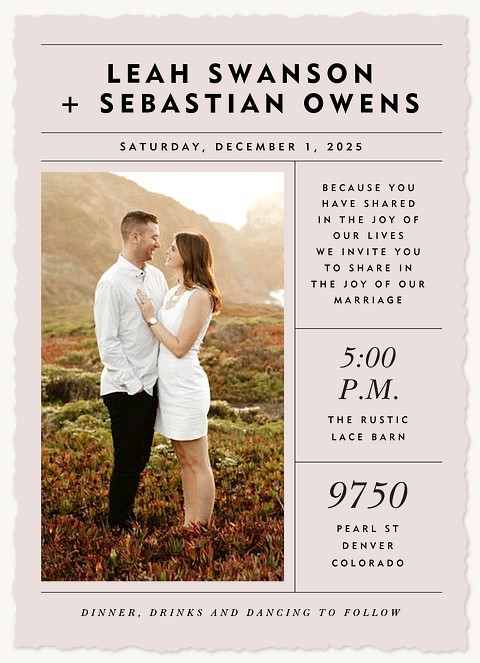 LEAH SWANSON
+ SEBASTIAN OWENS
SATURDAY, DECEMBER 1, 2025
BECAUSE YOU
HAVE SHARED
IN THE JOY OF
OUR LIVES
WE INVITE YOU
TO SHARE IN
THE JOY OF OUR
MARRIAGE
5:00
P.M.
THE RUSTIC
LACE BARN
9750
PEARL ST
DENVER
COLORADO
DINNER, DRINKS AND DANCING TO FOLLOW